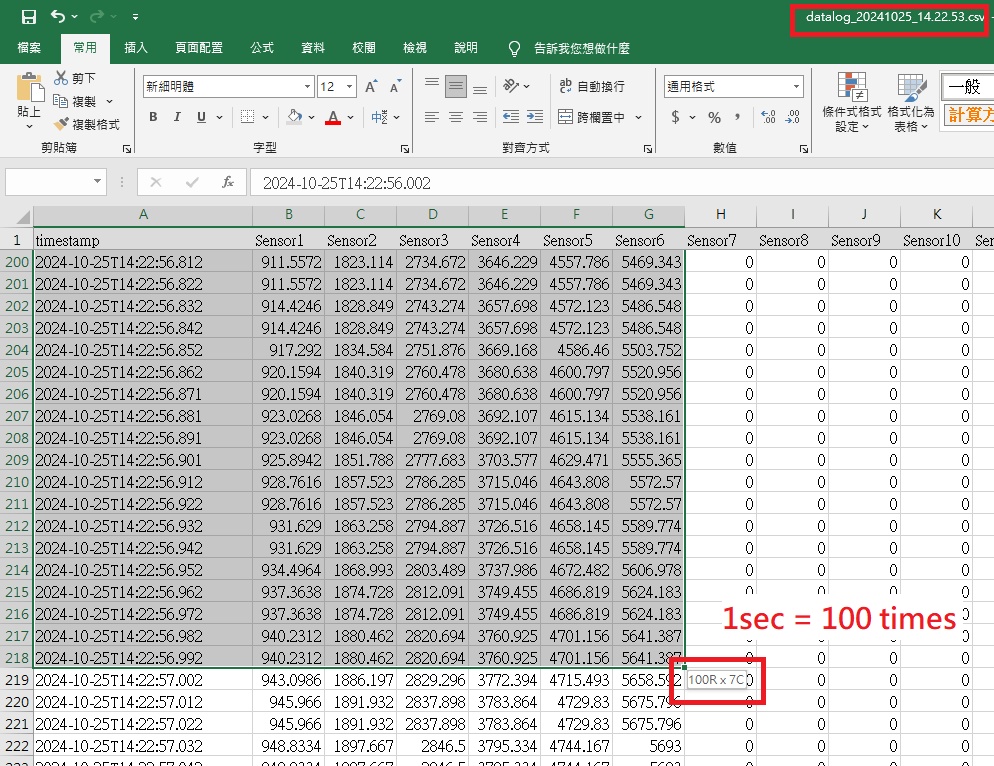 datalog_20241025_14.22.53.csv
檔案 常用 插入 頁面配置 公式 資料 校閱 檢視 說明 告訴我您想做什麼
貼上 剪下 複製 複製格式
新細明體 12
B I U A 中
自動換行 跨欄置中
通用格式
$ % ,
條件式格式設定 格式化為表格
一般
計算方
剪貼簿 字型 對齊方式 數值
fx 2024-10-25T14:22:56.002
A B C D E F G H I J K
1 timestamp Sensor1 Sensor2 Sensor3 Sensor4 Sensor5 Sensor6 Sensor7 Sensor8 Sensor9 Sensor10 Sen
200 2024-10-25T14:22:56.812 911.5572 1823.114 2734.672 3646.229 4557.786 5469.343 0 0 0 0
201 2024-10-25T14:22:56.822 911.5572 1823.114 2734.672 3646.229 4557.786 5469.343 0 0 0 0
202 2024-10-25T14:22:56.832 914.4246 1828.849 2743.274 3657.698 4572.123 5486.548 0 0 0 0
203 2024-10-25T14:22:56.842 914.4246 1828.849 2743.274 3657.698 4572.123 5486.548 0 0 0 0
204 2024-10-25T14:22:56.852 917.292 1834.584 2751.876 3669.168 4586.46 5503.752 0 0 0 0
205 2024-10-25T14:22:56.862 920.1594 1840.319 2760.478 3680.638 4600.797 5520.956 0 0 0 0
206 2024-10-25T14:22:56.871 920.1594 1840.319 2760.478 3680.638 4600.797 5520.956 0 0 0 0
207 2024-10-25T14:22:56.881 923.0268 1846.054 2769.08 3692.107 4615.134 5538.161 0 0 0 0
208 2024-10-25T14:22:56.891 923.0268 1846.054 2769.08 3692.107 4615.134 5538.161 0 0 0 0
209 2024-10-25T14:22:56.901 925.8942 1851.788 2777.683 3703.577 4629.471 5555.365 0 0 0 0
210 2024-10-25T14:22:56.912 928.7616 1857.523 2786.285 3715.046 4643.808 5572.57 0 0 0 0
211 2024-10-25T14:22:56.922 928.7616 1857.523 2786.285 3715.046 4643.808 5572.57 0 0 0 0
212 2024-10-25T14:22:56.932 931.629 1863.258 2794.887 3726.516 4658.145 5589.774 0 0 0 0
213 2024-10-25T14:22:56.942 931.629 1863.258 2794.887 3726.516 4658.145 5589.774 0 0 0 0
214 2024-10-25T14:22:56.952 934.4964 1868.993 2803.489 3737.986 4672.482 5606.978 0 0 0 0
215 2024-10-25T14:22:56.962 937.3638 1874.728 2812.091 3749.455 4686.819 5624.183 0 0 0 0
216 2024-10-25T14:22:56.972 937.3638 1874.728 2812.091 3749.455 4686.819 5624.183 0
1sec = 100 times
217 2024-10-25T14:22:56.982 940.2312 1880.462 2820.694 3760.925 4701.156 5641.387 0
218 2024-10-25T14:22:56.992 940.2312 1880.462 2820.694 3760.925 4701.156 5641.387 0 0 0 0
219 2024-10-25T14:22:57.002 943.0986 1886.197 2829.296 3772.394 4715.493 5658.592 0 0 0 0
100R x 7C
220 2024-10-25T14:22:57.012 945.966 1891.932 2837.898 3783.864 4729.83 5675.796 0 0 0 0
221 2024-10-25T14:22:57.022 945.966 1891.932 2837.898 3783.864 4729.83 5675.796 0 0 0 0
222 2024-10-25T14:22:57.032 948.8334 1897.667 2846.5 3795.334 4744.167 5693 0 0 0 0